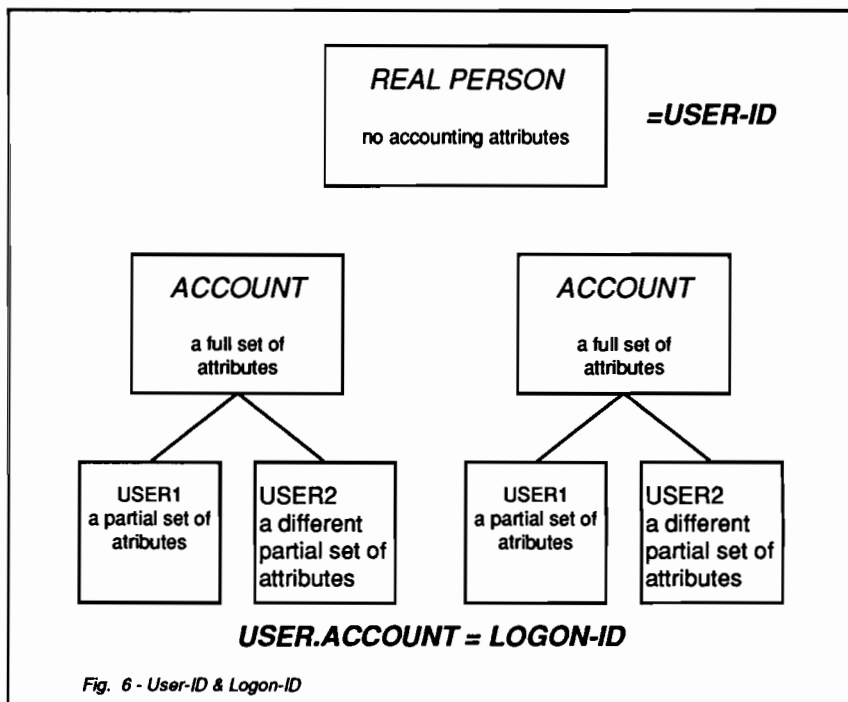 REAL PERSON
no accounting attributes
=USER-ID
ACCOUNT
a full set of
attributes
ACCOUNT
a full set of
attributes
USER1
a partial set of
atributes
USER2
a different
partial set of
attributes
USER1
a partial set of
atributes
USER2
a different
partial set of
attributes
USER.ACCOUNT = LOGON-ID
Fig. 6 - User-ID & Logon-ID